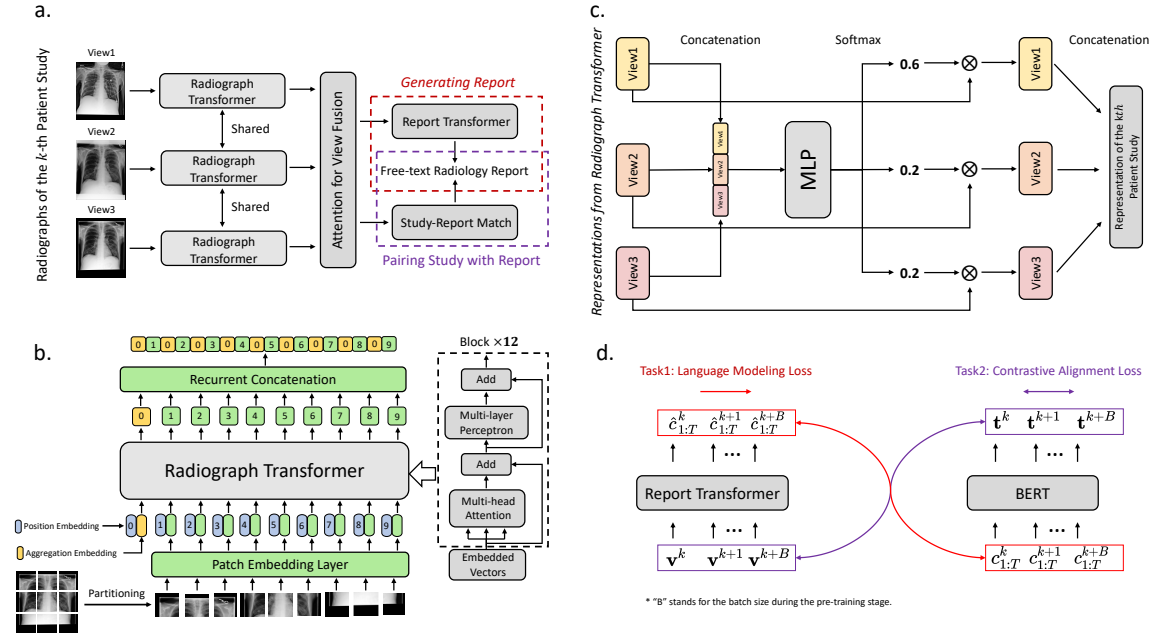 a.
Radiographs of the k-th Patient Study
View1
View2
View3
Radiograph
Transformer
Shared
Radiograph
Transformer
Shared
Radiograph
Transformer
Attention for View Fusion
Generating Report
Report Transformer
Free-text Radiology Report
Study-Report Match
Pairing Study with Report
b.
0 1 0 2 0 3 0 4 0 5 0 6 0 7 0 8 0 9
Recurrent Concatenation
0 1 2 3 4 5 6 7 8 9
Radiograph Transformer
Position Embedding
0 1 2 3 4 5 6 7 8 9
Aggregation Embedding
Patch Embedding Layer
Partitioning
Block ×12
Add
Multi-layer
Perceptron
Add
Multi-head
Attention
Embedded
Vectors
c.
Representations from Radiograph Transformer
Concatenation
Softmax
Concatenation
View1
View2
View3
View1
View2
View3
MLP
0.6
0.2
0.2
⊗
⊗
⊗
View1
View2
View3
Representation of the kth
Patient Study
d.
Task1: Language Modeling Loss
Task2: Contrastive Alignment Loss
ĉ^k_{1:T} ĉ^{k+1}_{1:T} ĉ^{k+B}_{1:T}
t^k t^{k+1} t^{k+B}
...
...
Report Transformer
BERT
...
...
v^k v^{k+1} v^{k+B}
c^k_{1:T} c^{k+1}_{1:T} c^{k+B}_{1:T}
* “B” stands for the batch size during the pre-training stage.